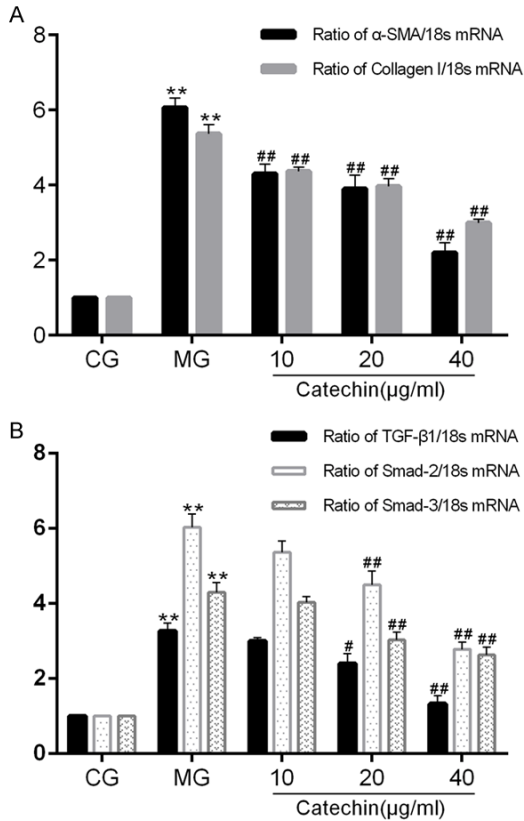 A
Ratio of α-SMA/18s mRNA
Ratio of Collagen I/18s mRNA
8
6
4
2
0
** **
## ## ## ## ## ##
CG MG 10 20 40
Catechin(μg/ml)
B
Ratio of TGF-β1/18s mRNA
Ratio of Smad-2/18s mRNA
Ratio of Smad-3/18s mRNA
8
6
4
2
0
** ** **
# ## ## ## ## ##
CG MG 10 20 40
Catechin(μg/ml)